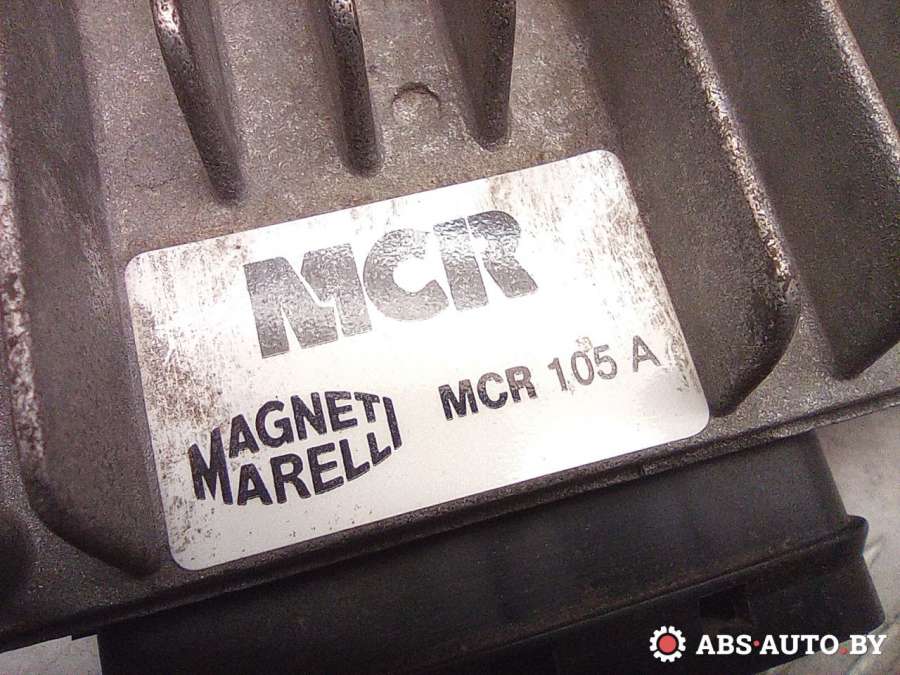 MCR
MAGNETI
MARELLI
MCR 105 A
ABS·AUTO.BY